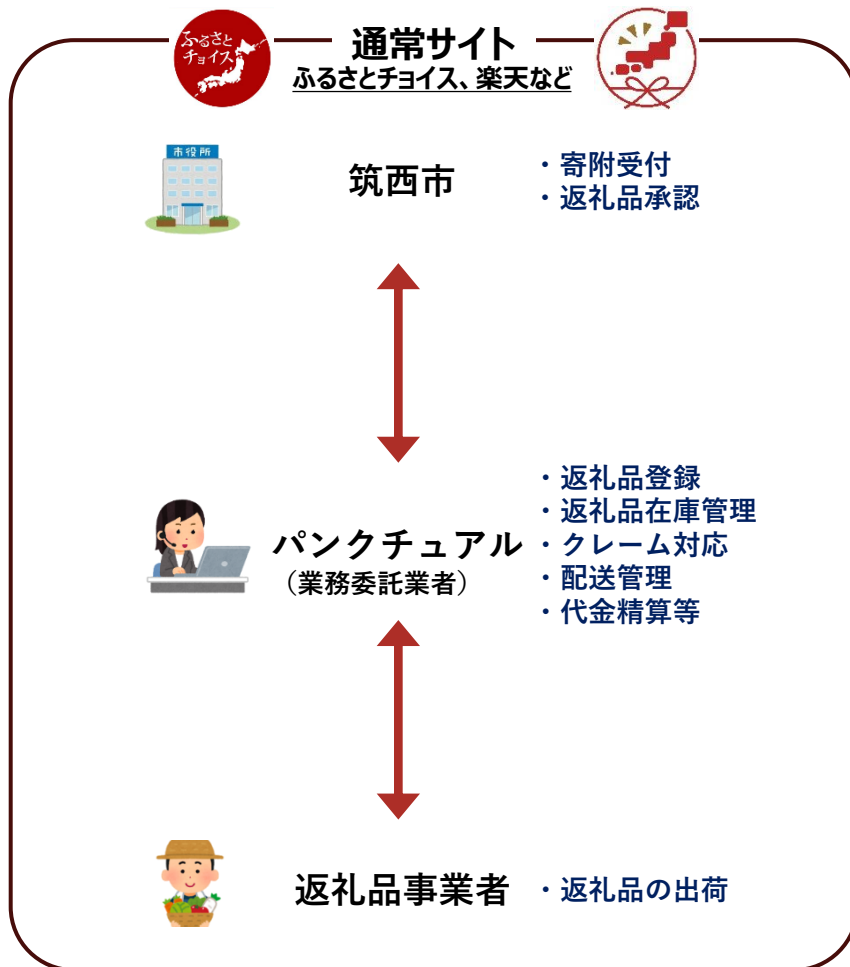 ふるさと
チョイス
通常サイト
ふるさとチョイス、楽天など
市役所
筑西市
・寄附受付
・返礼品承認
パンクチュアル
（業務委託業者）
・返礼品登録
・返礼品在庫管理
・クレーム対応
・配送管理
・代金精算等
返礼品事業者
・返礼品の出荷